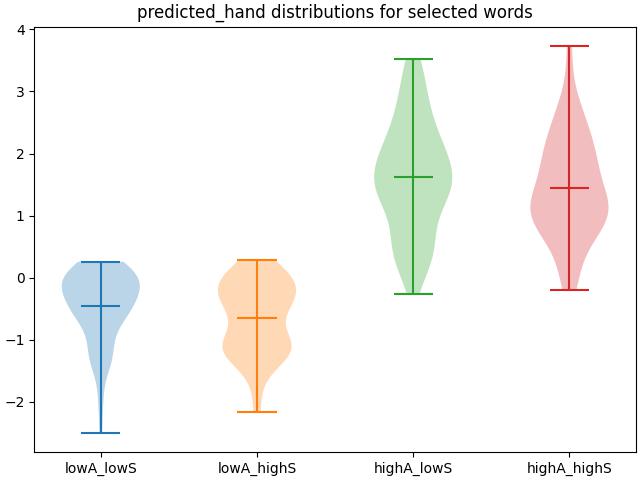 predicted_hand distributions for selected words
4
3
2
1
0
−1
−2
lowA_lowS
lowA_highS
highA_lowS
highA_highS